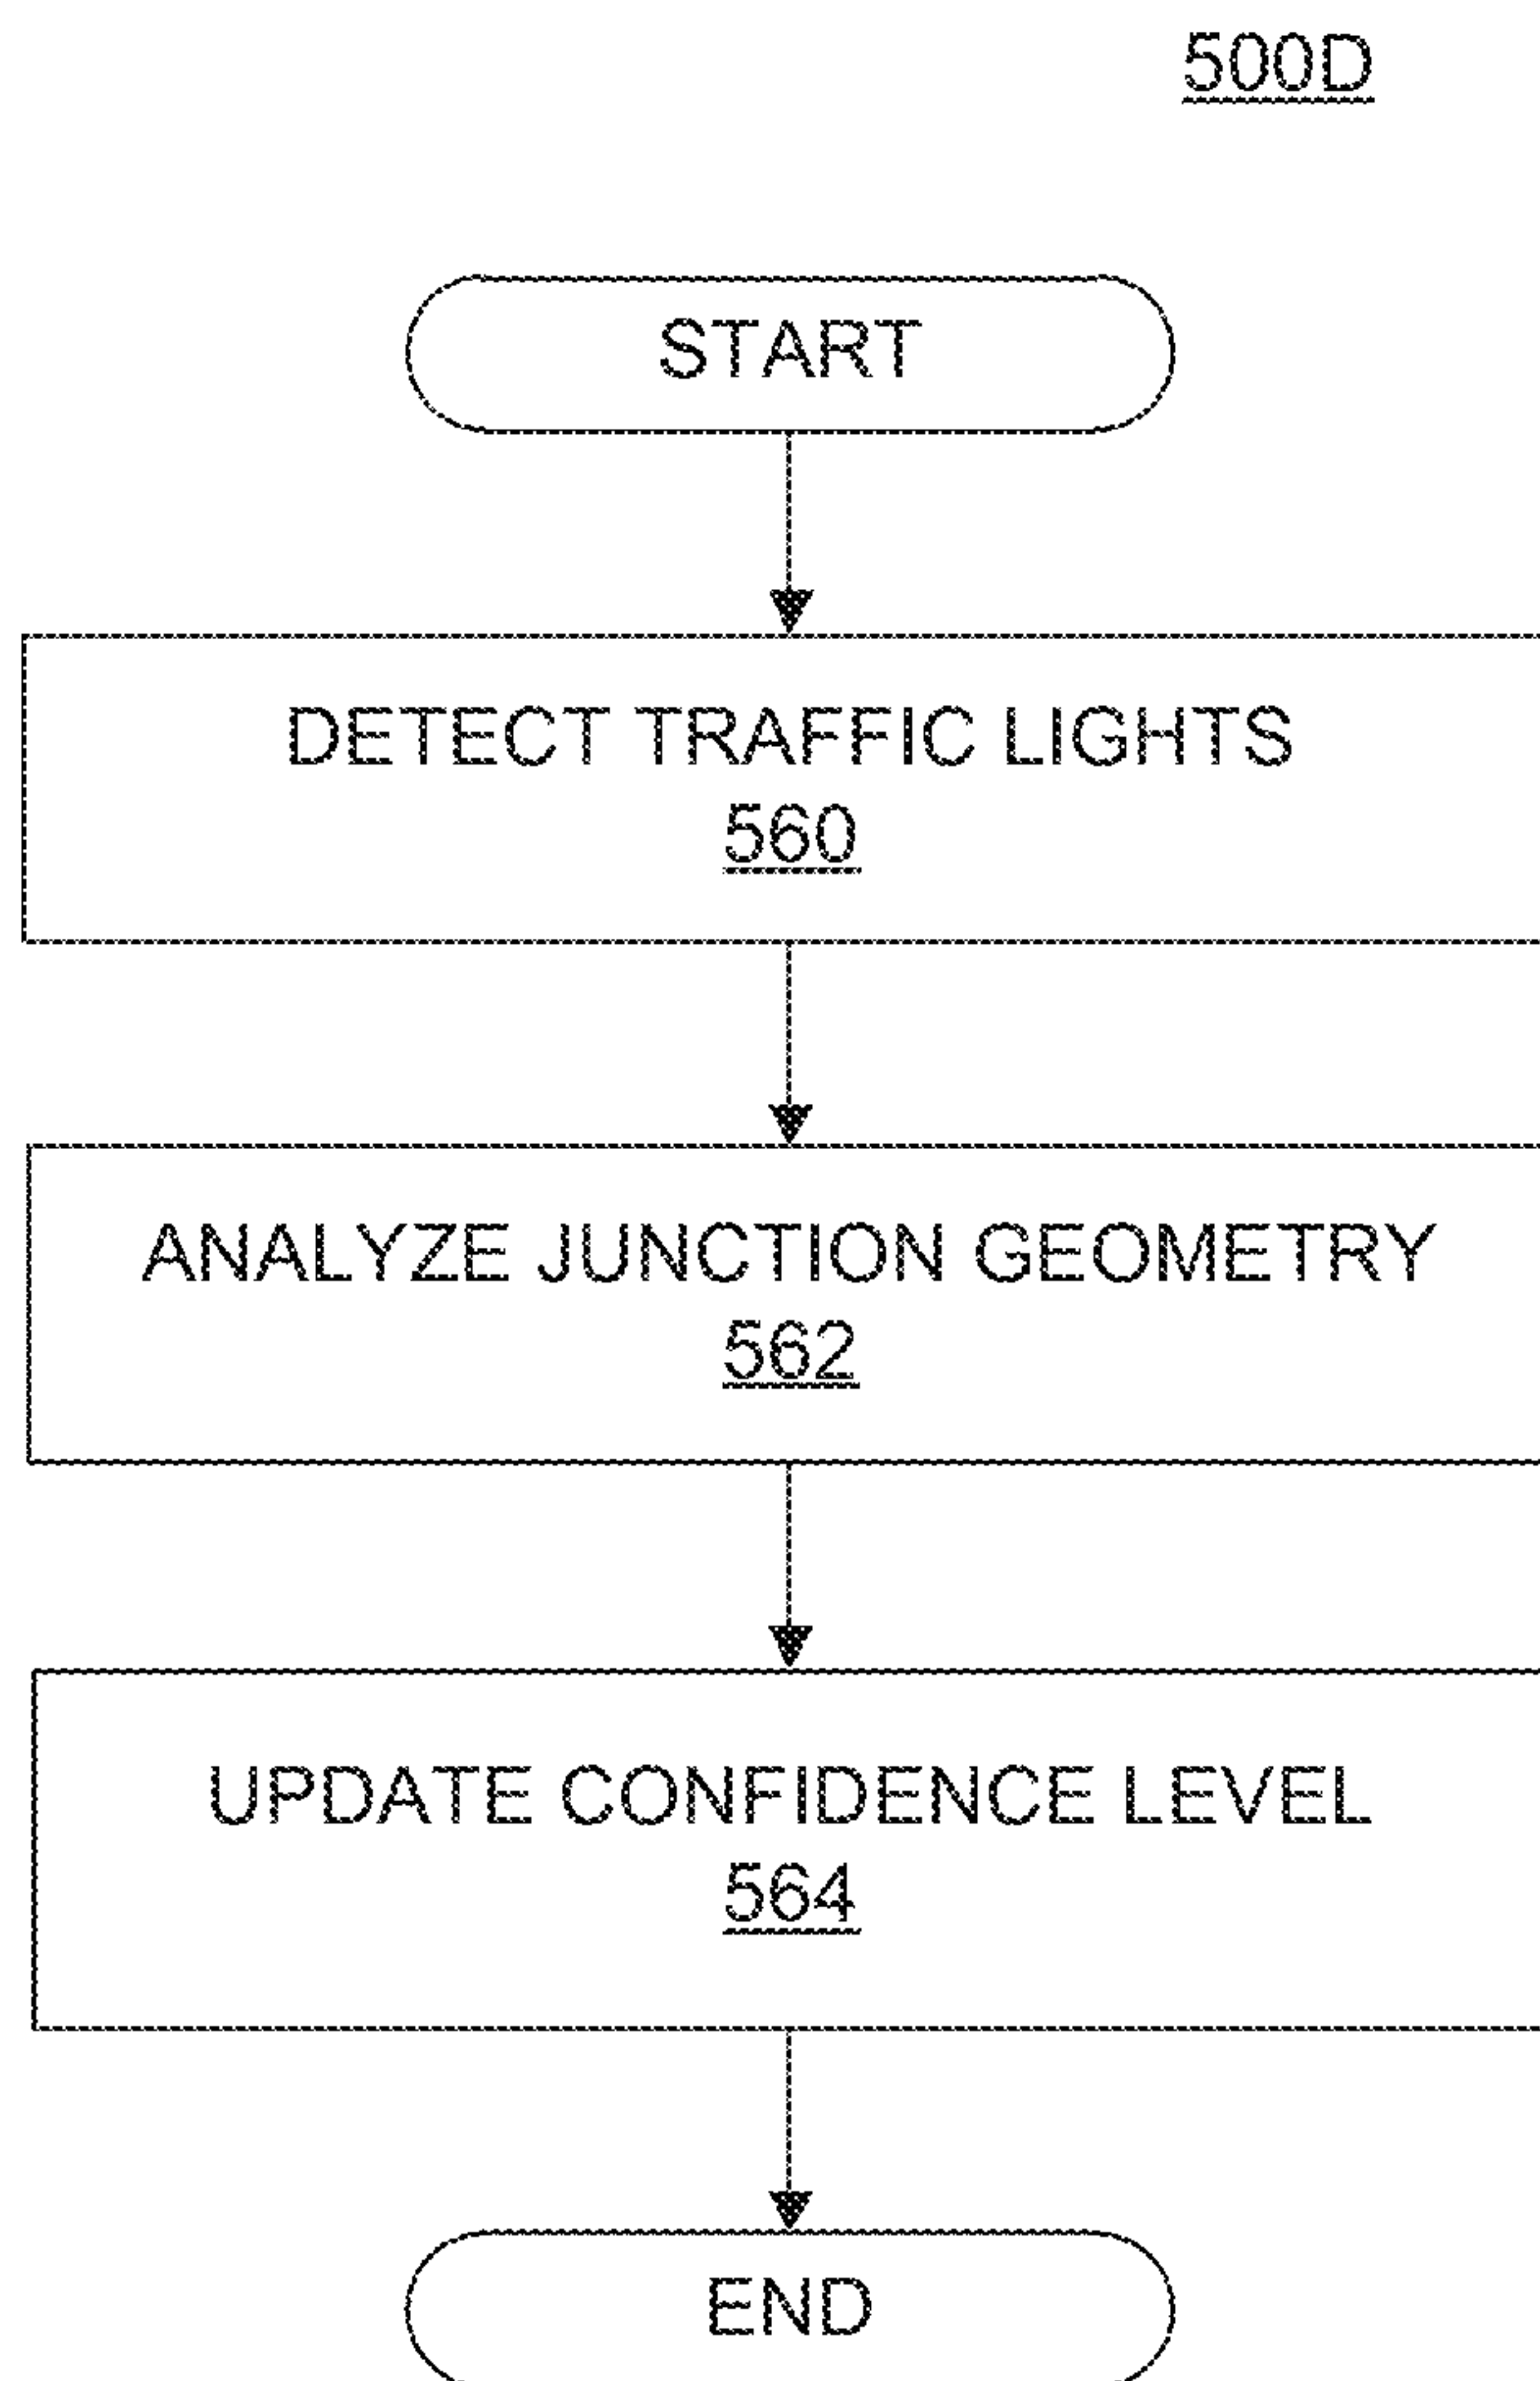 500D
START
DETECT TRAFFIC LIGHTS
560
ANALYZE JUNCTION GEOMETRY
562
UPDATE CONFIDENCE LEVEL
564
END